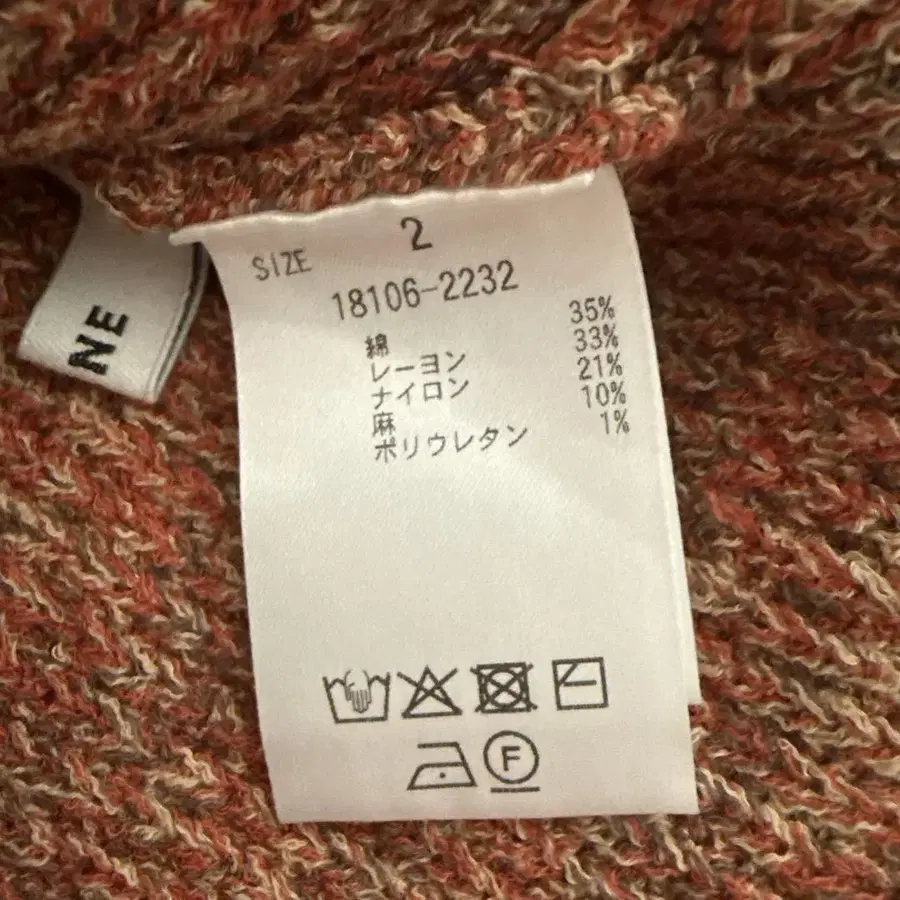 SIZE 2
18106-2232
綿 35%
レーヨン 33%
ナイロン 21%
麻 10%
ポリウレタン 1%
F
NE